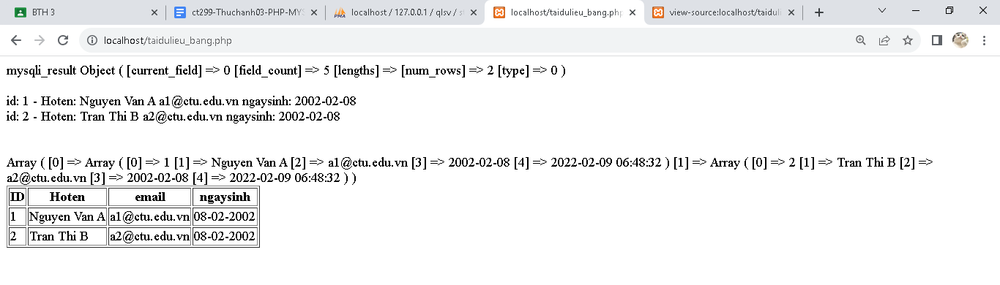 BTH 3
ct299-Thuchanh03-PHP-MYS
localhost / 127.0.0.1 / qlsv / st
localhost/taidulieu_bang.php
view-source:localhost/taiduli
localhost/taidulieu_bang.php
mysqli_result Object ( [current_field] => 0 [field_count] => 5 [lengths] => [num_rows] => 2 [type] => 0 )
id: 1 - Hoten: Nguyen Van A a1@ctu.edu.vn ngaysinh: 2002-02-08
id: 2 - Hoten: Tran Thi B a2@ctu.edu.vn ngaysinh: 2002-02-08
Array ( [0] => Array ( [0] => 1 [1] => Nguyen Van A [2] => a1@ctu.edu.vn [3] => 2002-02-08 [4] => 2022-02-09 06:48:32 ) [1] => Array ( [0] => 2 [1] => Tran Thi B [2] =>
a2@ctu.edu.vn [3] => 2002-02-08 [4] => 2022-02-09 06:48:32 ) )
ID Hoten email ngaysinh
1 Nguyen Van A a1@ctu.edu.vn 08-02-2002
2 Tran Thi B a2@ctu.edu.vn 08-02-2002